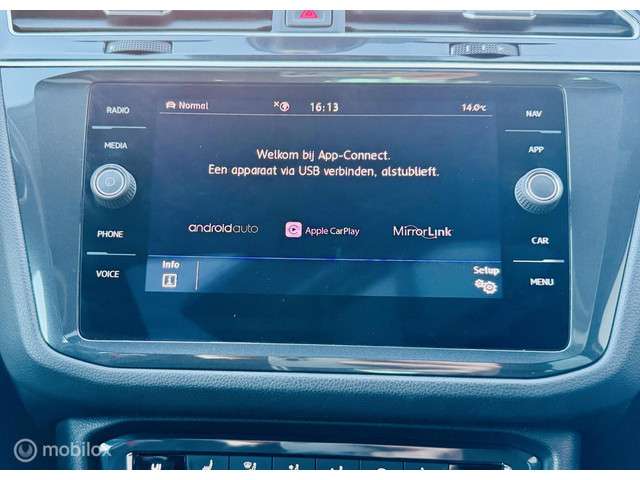 RADIO
MEDIA
PHONE
VOICE
Normal 16:13 14.0°C
Welkom bij App-Connect.
Een apparaat via USB verbinden, alstublieft.
androidauto Apple CarPlay MirrorLink
Info Setup
NAV
APP
CAR
MENU
mobilox